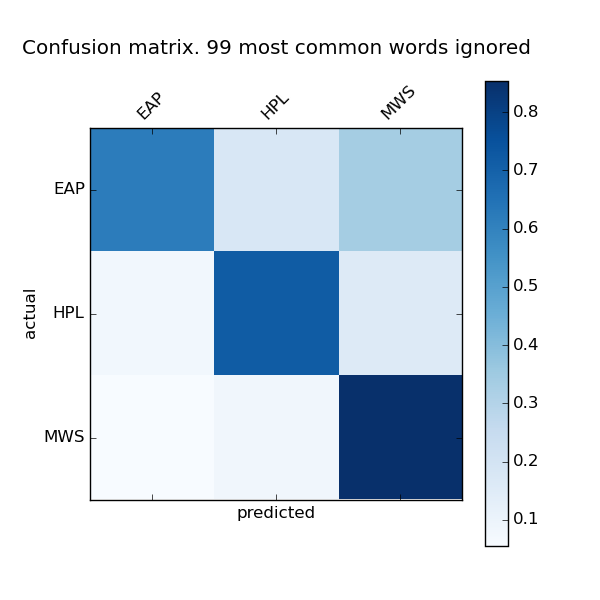 Confusion matrix. 99 most common words ignored
EAP HPL MWS
EAP
HPL
MWS
actual
predicted
0.8
0.7
0.6
0.5
0.4
0.3
0.2
0.1